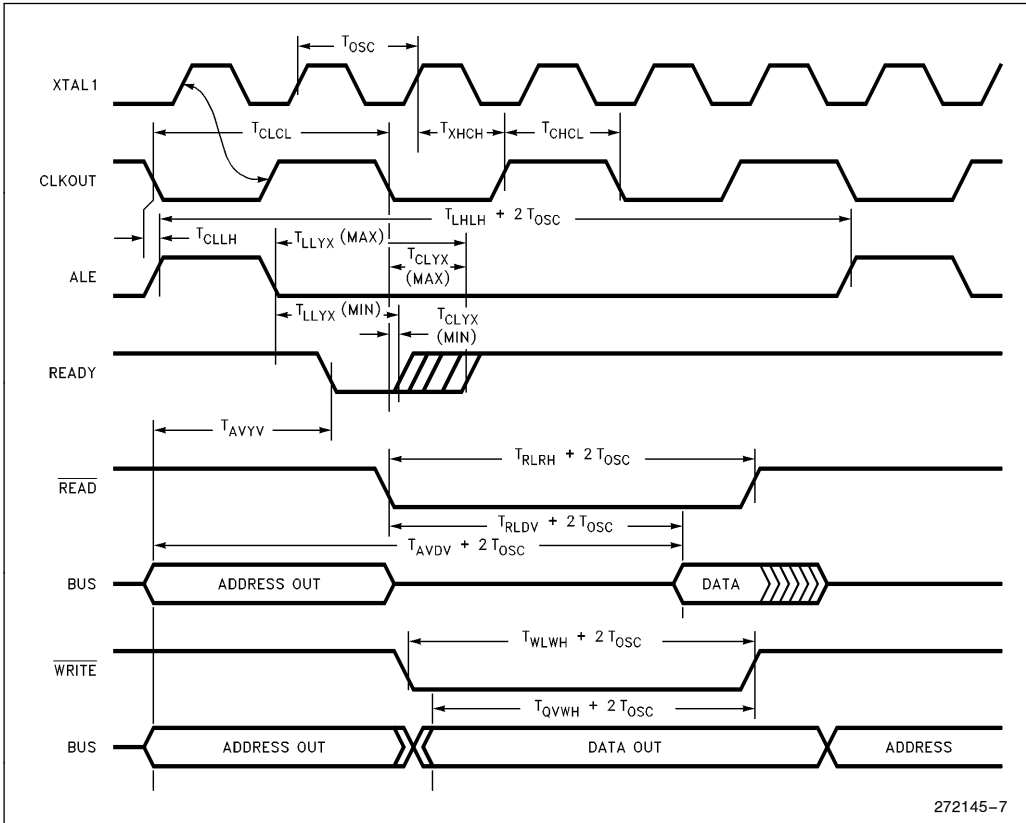 T_OSC
XTAL1
T_CLCL
T_XHCH
T_CHCL
CLKOUT
T_LHLH + 2 T_OSC
T_CLLH
T_LLYX (MAX)
T_CLYX
(MAX)
ALE
T_LLYX (MIN)
T_CLYX
(MIN)
READY
T_AVYV
T_RLRH + 2 T_OSC
READ
T_RLDV + 2 T_OSC
T_AVDV + 2 T_OSC
BUS
ADDRESS OUT
DATA
T_WLWH + 2 T_OSC
WRITE
T_QVWH + 2 T_OSC
BUS
ADDRESS OUT
DATA OUT
ADDRESS
272145-7